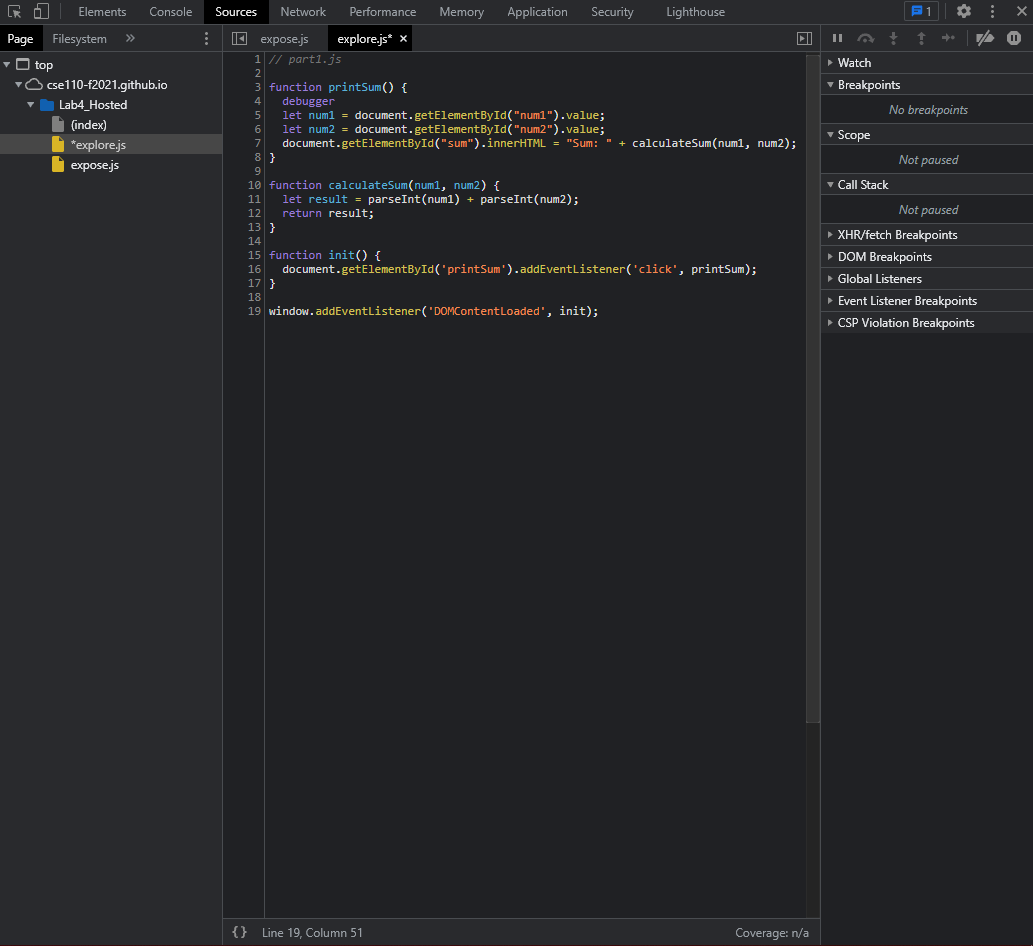 Elements Console Sources Network Performance Memory Application Security Lighthouse 1
Page Filesystem »
top
cse110-f2021.github.io
Lab4_Hosted
(index)
*explore.js
expose.js
expose.js explore.js* ×
1 // part1.js
2
3 function printSum() {
4   debugger
5   let num1 = document.getElementById("num1").value;
6   let num2 = document.getElementById("num2").value;
7   document.getElementById("sum").innerHTML = "Sum: " + calculateSum(num1, num2);
8 }
9
10 function calculateSum(num1, num2) {
11   let result = parseInt(num1) + parseInt(num2);
12   return result;
13 }
14
15 function init() {
16   document.getElementById('printSum').addEventListener('click', printSum);
17 }
18
19 window.addEventListener('DOMContentLoaded', init);
{} Line 19, Column 51 Coverage: n/a
Watch
Breakpoints
No breakpoints
Scope
Not paused
Call Stack
Not paused
XHR/fetch Breakpoints
DOM Breakpoints
Global Listeners
Event Listener Breakpoints
CSP Violation Breakpoints